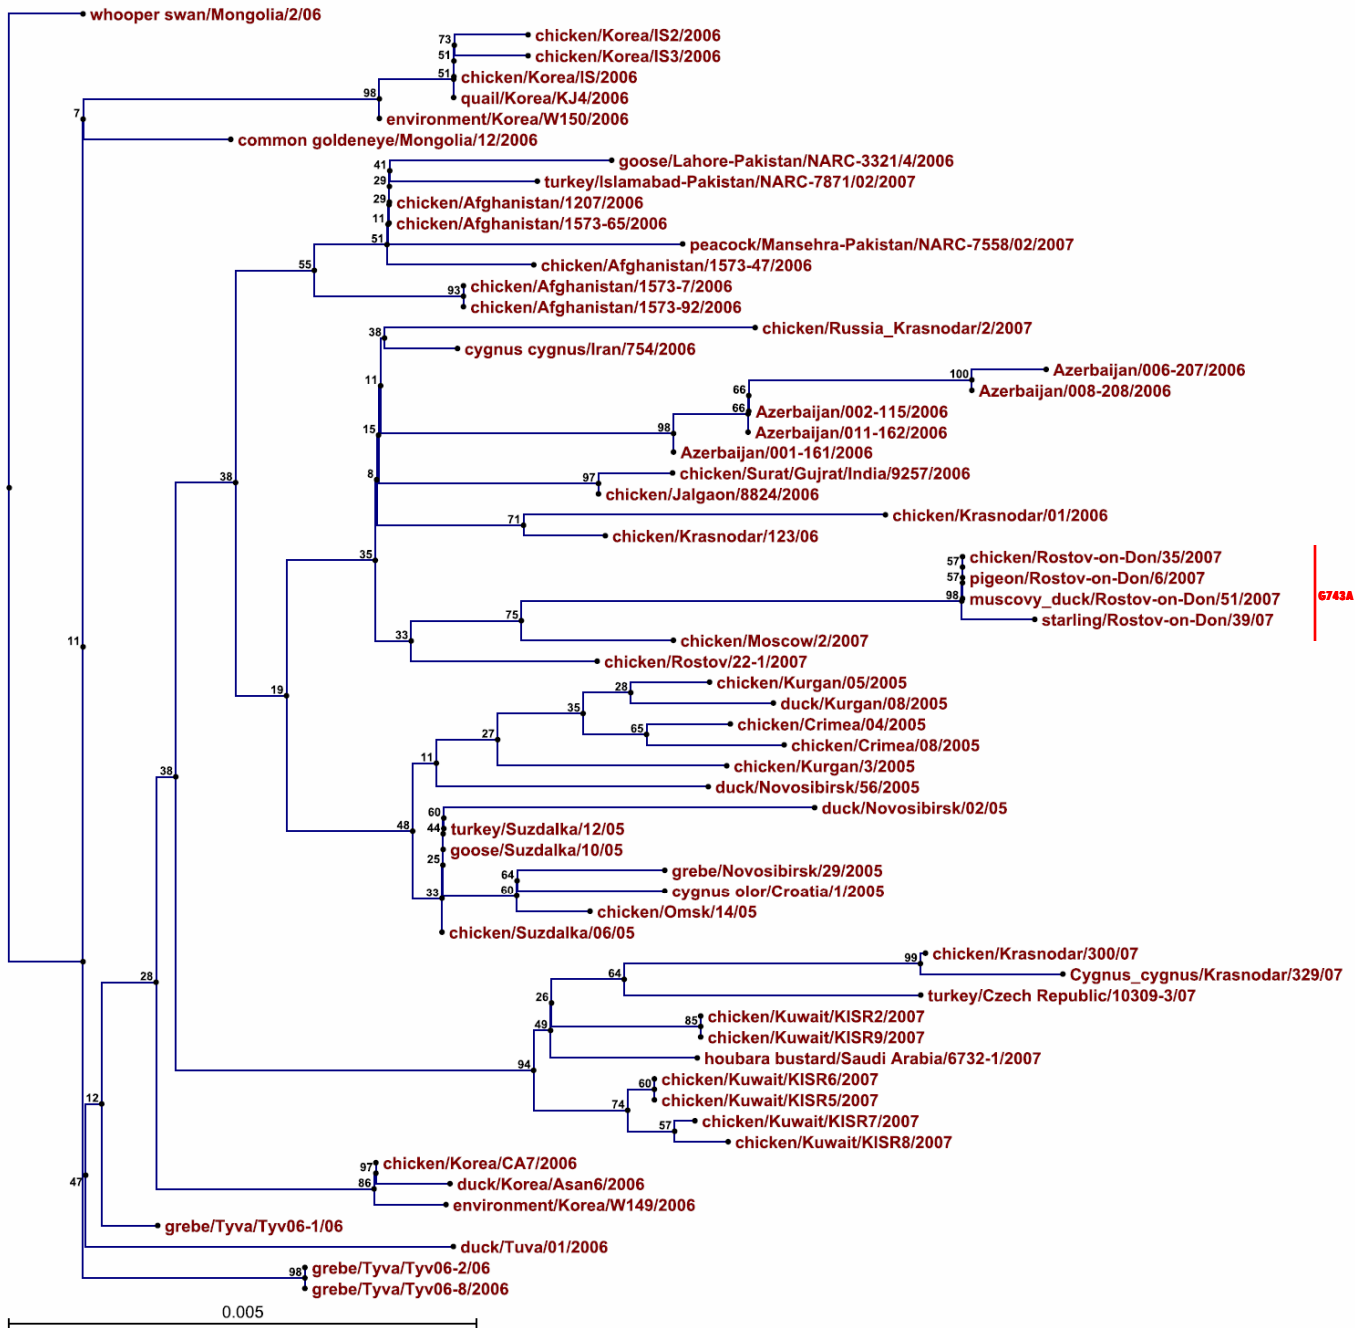 whooper swan/Mongolia/2/06
73
chicken/Korea/IS2/2006
51
chicken/Korea/IS3/2006
51
chicken/Korea/IS/2006
98
quail/Korea/KJ4/2006
environment/Korea/W150/2006
7
common goldeneye/Mongolia/12/2006
41
goose/Lahore-Pakistan/NARC-3321/4/2006
29
turkey/Islamabad-Pakistan/NARC-7871/02/2007
29
chicken/Afghanistan/1207/2006
11
chicken/Afghanistan/1573-65/2006
51
peacock/Mansehra-Pakistan/NARC-7558/02/2007
55
chicken/Afghanistan/1573-47/2006
93
chicken/Afghanistan/1573-7/2006
chicken/Afghanistan/1573-92/2006
38
chicken/Russia_Krasnodar/2/2007
cygnus cygnus/Iran/754/2006
11
100
Azerbaijan/006-207/2006
66
Azerbaijan/008-208/2006
66
Azerbaijan/002-115/2006
15
98
Azerbaijan/011-162/2006
Azerbaijan/001-161/2006
38
8
97
chicken/Surat/Gujrat/India/9257/2006
chicken/Jalgaon/8824/2006
71
chicken/Krasnodar/01/2006
chicken/Krasnodar/123/06
35
57
chicken/Rostov-on-Don/35/2007
57
pigeon/Rostov-on-Don/6/2007
98
muscovy_duck/Rostov-on-Don/51/2007
G743A
75
starling/Rostov-on-Don/39/07
33
chicken/Moscow/2/2007
11
chicken/Rostov/22-1/2007
19
28
chicken/Kurgan/05/2005
35
duck/Kurgan/08/2005
65
chicken/Crimea/04/2005
27
chicken/Crimea/08/2005
11
chicken/Kurgan/3/2005
38
duck/Novosibirsk/56/2005
60
duck/Novosibirsk/02/05
48
44
turkey/Suzdalka/12/05
goose/Suzdalka/10/05
25
64
grebe/Novosibirsk/29/2005
33
60
cygnus olor/Croatia/1/2005
chicken/Omsk/14/05
chicken/Suzdalka/06/05
99
chicken/Krasnodar/300/07
28
64
Cygnus_cygnus/Krasnodar/329/07
26
turkey/Czech Republic/10309-3/07
49
85
chicken/Kuwait/KISR2/2007
chicken/Kuwait/KISR9/2007
94
houbara bustard/Saudi Arabia/6732-1/2007
60
chicken/Kuwait/KISR6/2007
12
74
chicken/Kuwait/KISR5/2007
57
chicken/Kuwait/KISR7/2007
chicken/Kuwait/KISR8/2007
97
chicken/Korea/CA7/2006
47
86
duck/Korea/Asan6/2006
environment/Korea/W149/2006
grebe/Tyva/Tyv06-1/06
duck/Tuva/01/2006
98
grebe/Tyva/Tyv06-2/06
grebe/Tyva/Tyv06-8/2006
0.005